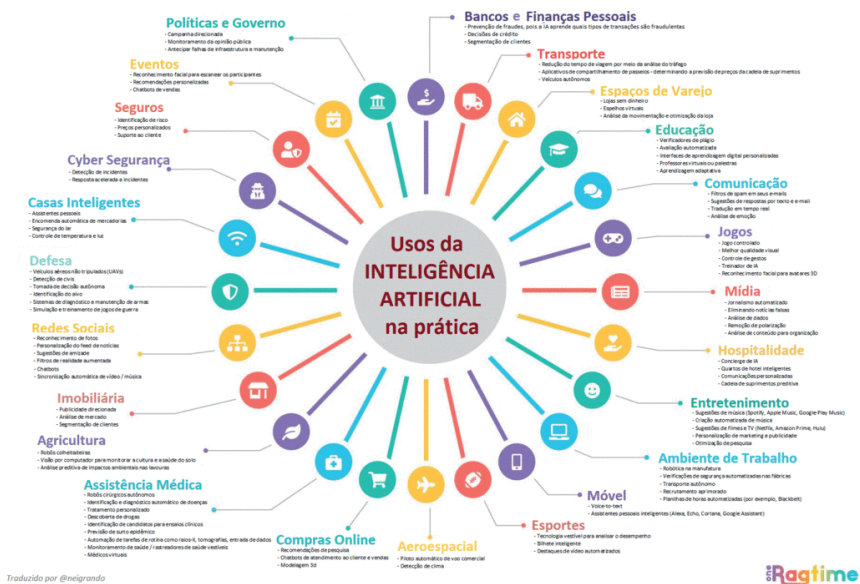 Usos da
INTELIGÊNCIA
ARTIFICIAL
na prática
Bancos e Finanças Pessoais
- Prevenção de fraudes, pois a IA aprende quais tipos de transações são fraudulentas
- Decisões de crédito
- Segmentação de clientes
Transporte
- Redução do tempo de viagem por meio da análise do tráfego
- Aplicativos de compartilhamento de passeios - determinando a previsão de preços da cadeia de suprimentos
- Veículos autônomos
Espaços de Varejo
- Lojas sem dinheiro
- Espelhos virtuais
- Análise da movimentação e otimização da loja
Educação
- Verificadores de plágio
- Avaliação automatizada
- Interfaces de aprendizagem digital personalizadas
- Professores virtuais ou palestras
- Aprendizagem adaptativa
Comunicação
- Filtros de spam em seus e-mails
- Sugestões de respostas por texto e e-mail
- Tradução em tempo real
- Análise de emoção
Jogos
- Jogo controlado
- Melhor qualidade visual
- Controle de gestos
- Treinador de IA
- Reconhecimento facial para avatares 3D
Mídia
- Jornalismo automatizado
- Eliminando notícias falsas
- Análise de dados
- Remoção de polarização
- Análise de conteúdo para organização
Hospitalidade
- Concierge de IA
- Quartos de hotel inteligentes
- Comunicações personalizadas
- Cadeia de suprimentos preditiva
Entretenimento
- Sugestões de música (Spotify, Apple Music, Google-Play Music)
- Criação automatizada de música
- Sugestões de filmes e TV (Netflix, Amazon Prime, Hulu)
- Personalização de marketing e publicidade
- Otimização de pesquisa
Ambiente de Trabalho
- Robótica na manufatura
- Verificações de segurança automatizadas nas fábricas
- Transporte autônomo
- Recrutamento aprimorado
- Planilhas de horas automatizadas (por exemplo, Blackbelt)
Móvel
- Voice-to-text
- Assistentes pessoais inteligentes (Alexa, Echo, Cortana, Google Assistant)
Esportes
- Tecnologia vestível para analisar o desempenho
- Bilhete inteligente
- Destaques de vídeo automatizados
Aeroespacial
- Piloto automático de voo comercial
- Detecção de clima
Compras Online
- Recomendações de pesquisa
- Chatbots de atendimento ao cliente e vendas
- Modelagem 3d
Assistência Médica
- Robôs cirúrgicos autônomos
- Identificação e diagnóstico automático de doenças
- Tratamento personalizado
- Descoberta de drogas
- Identificação de candidatos para ensaios clínicos
- Previsão de surto epidêmico
- Automação de tarefas de rotina como raios-X, tomografias, entrada de dados
- Monitoramento de saúde / rastreadores de saúde vestíveis
- Médicos virtuais
Agricultura
- Robôs colheitadeiras
- Visão por computador para monitorar a cultura e a saúde do solo
- Análise preditiva de impactos ambientais nas lavouras
Imobiliária
- Publicidade direcionada
- Análise de mercado
- Segmentação de clientes
Redes Sociais
- Reconhecimento de fotos
- Personalização do feed de notícias
- Sugestões de amizade
- Filtros de realidade aumentada
- Chatbots
- Sincronização automática de vídeo / música
Defesa
- Veículos aéreos não tripulados (UAVs)
- Detecção de civis
- Tomada de decisão autônoma
- Identificação do alvo
- Sistemas de diagnóstico e manutenção de armas
- Simulação e treinamento de jogos de guerra
Casas Inteligentes
- Assistentes pessoais
- Encomenda automática de mercadorias
- Segurança do lar
- Controle de temperatura e luz
Cyber Segurança
- Detecção de incidentes
- Resposta acelerada e incidentes
Seguros
- Identificação de risco
- Preços personalizados
- Suporte ao cliente
Eventos
- Reconhecimento facial para escanear os participantes
- Recomendações personalizadas
- Chatbots de vendas
Políticas e Governo
- Campanha direcionada
- Monitoramento da opinião pública
- Antecipar falhas de infraestrutura e manutenção
Traduzido por @neigrando
one Ragtime